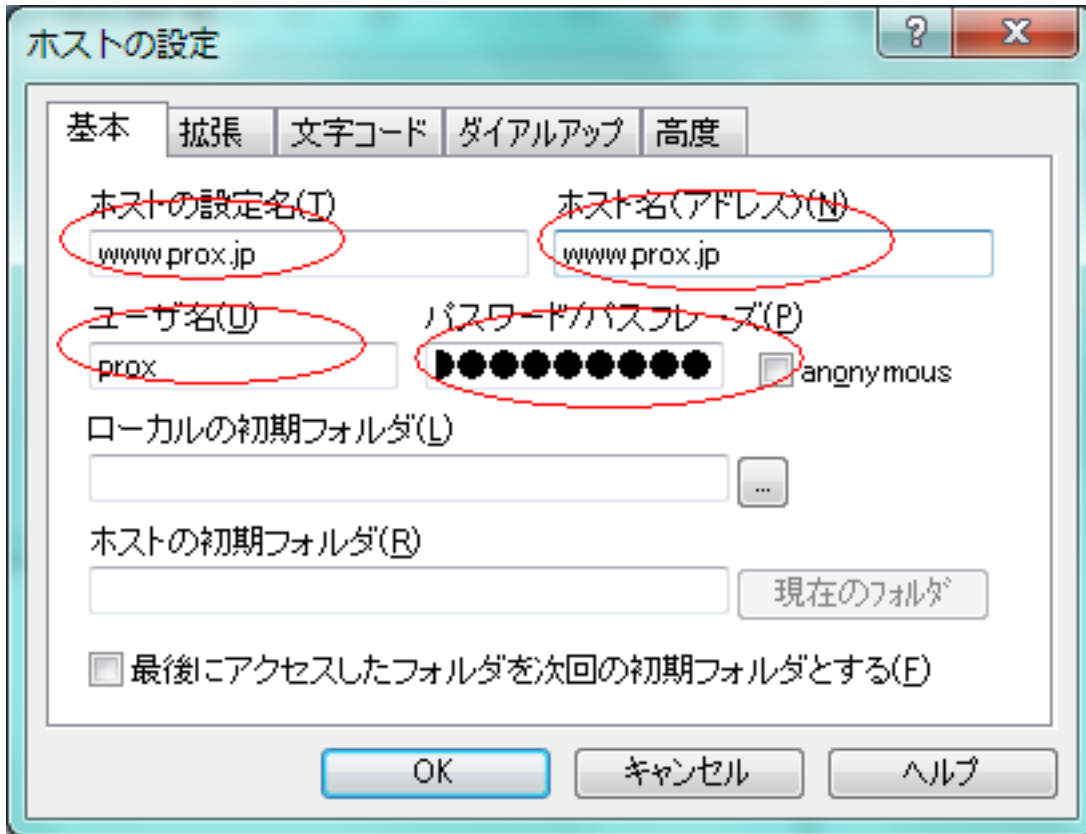 ホストの設定
基本 拡張 文字コード ダイアルアップ 高度
ホストの設定名(T) ホスト名(アドレス)(N)
www.prox.jp www.prox.jp
ユーザ名(U) パスワード/パスフレーズ(P)
prox ●●●●●●●●● anonymous
ローカルの初期フォルダ(L)
...
ホストの初期フォルダ(R)
現在のフォルダ
最後にアクセスしたフォルダを次回の初期フォルダとする(F)
OK キャンセル ヘルプ